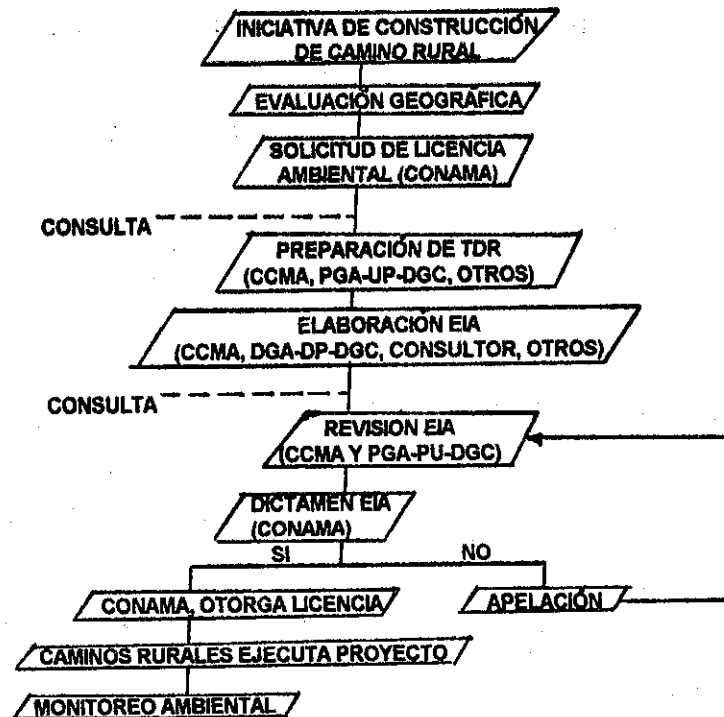 INICIATIVA DE CONSTRUCCIÓN
DE CAMINO RURAL
EVALUACIÓN GEOGRÁFICA
SOLICITUD DE LICENCIA
AMBIENTAL (CONAMA)
CONSULTA
PREPARACIÓN DE TDR
(CCMA, PGA-UP-DGC, OTROS)
ELABORACIÓN EIA
(CCMA, DGA-DP-DGC, CONSULTOR, OTROS)
CONSULTA
REVISION EIA
(CCMA Y PGA-PU-DGC)
DICTAMEN EIA
(CONAMA)
SI
NO
CONAMA, OTORGA LICENCIA
APELACIÓN
CAMINOS RURALES EJECUTA PROYECTO
MONITOREO AMBIENTAL